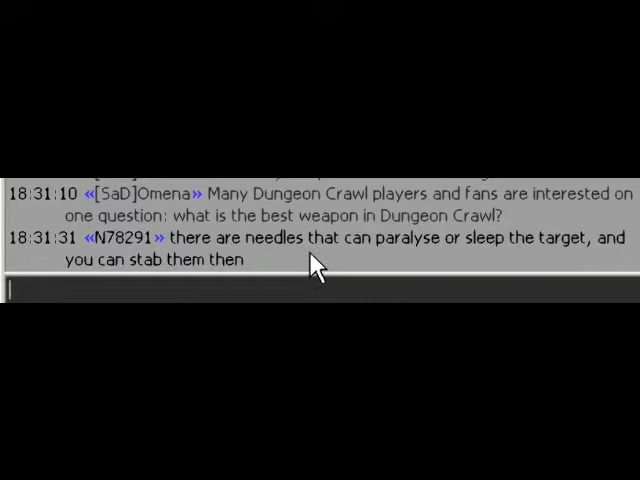 18:31:10 «[SaD]Omena» Many Dungeon Crawl players and fans are interested on
one question: what is the best weapon in Dungeon Crawl?
18:31:31 «N78291» there are needles that can paralyse or sleep the target, and
you can stab them then